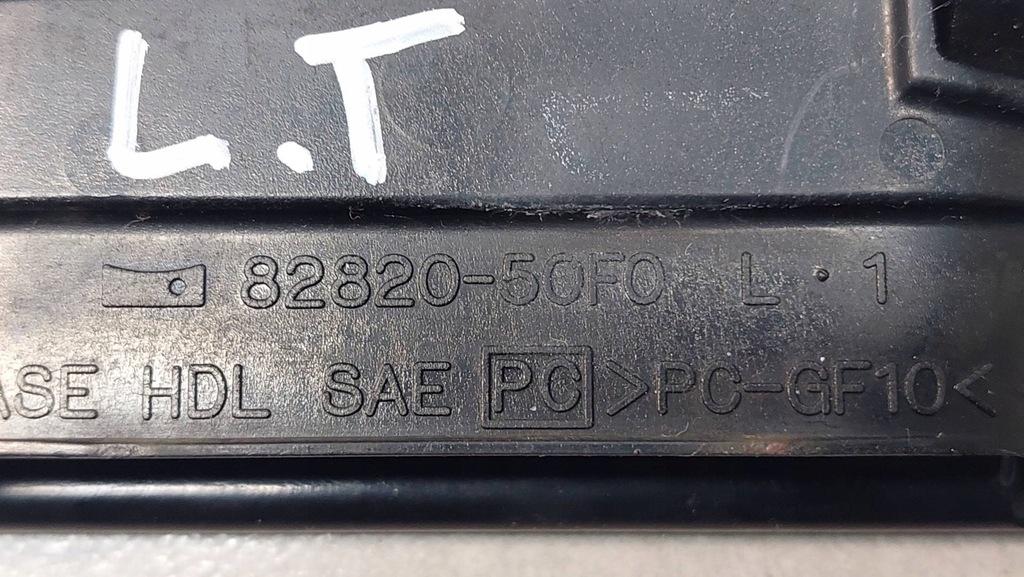 L.T
82820-50F0 L · 1
ASE HDL SAE PC >PC-GF10<